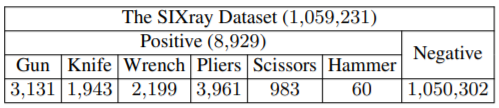 The SIXray Dataset (1,059,231)
Positive (8,929) Negative
Gun Knife Wrench Pliers Scissors Hammer
3,131 1,943 2,199 3,961 983 60 1,050,302